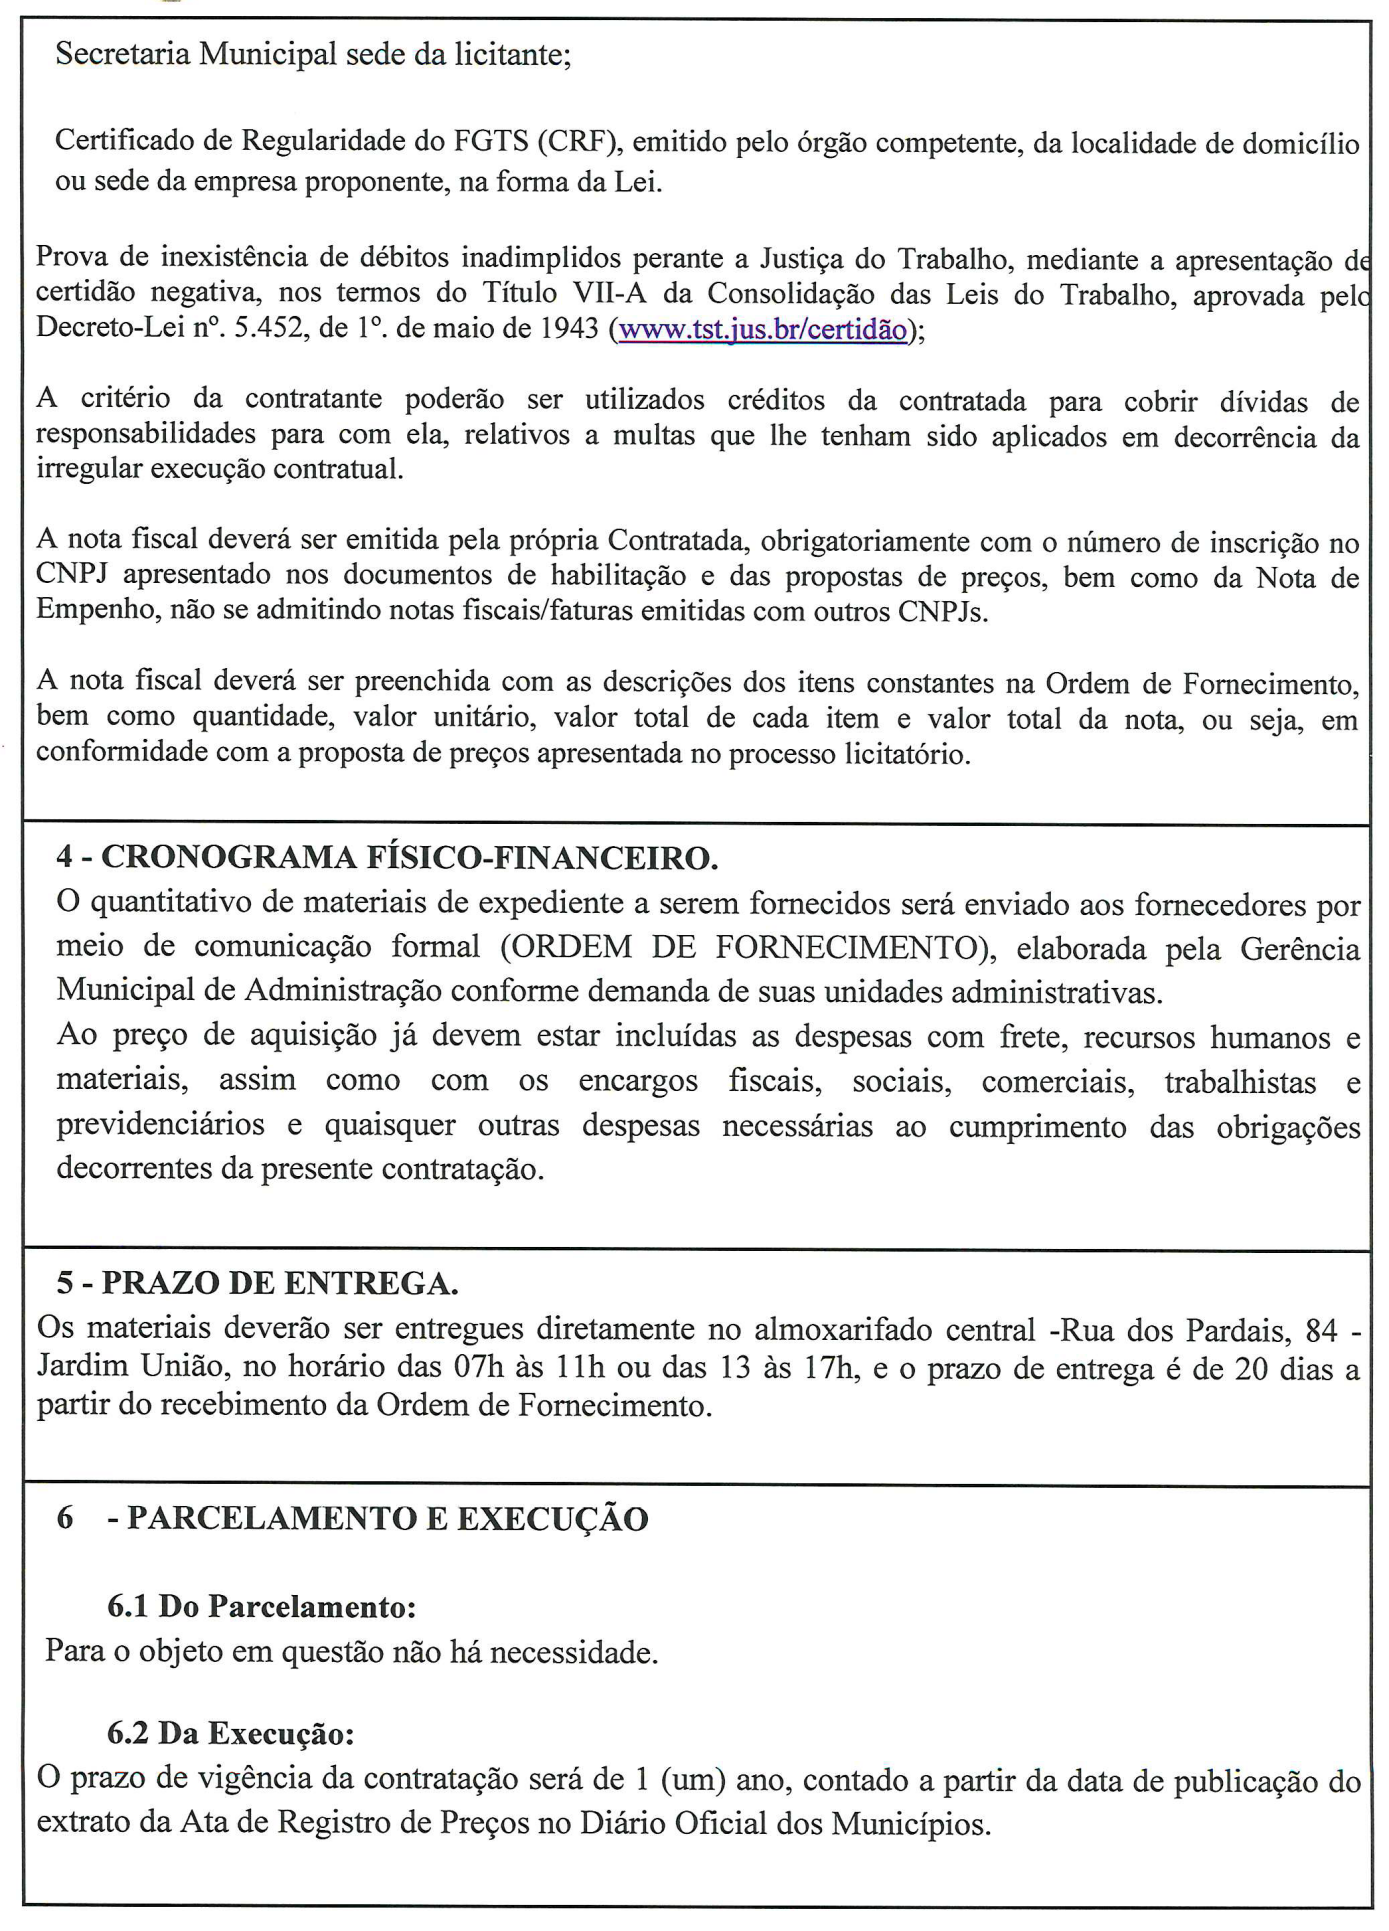 Secretaria Municipal sede da licitante;
Certificado de Regularidade do FGTS (CRF), emitido pelo órgão competente, da localidade de domicílio
ou sede da empresa proponente, na forma da Lei.
Prova de inexistência de débitos inadimplidos perante a Justiça do Trabalho, mediante a apresentação de
certidão negativa, nos termos do Título VII-A da Consolidação das Leis do Trabalho, aprovada pelo
Decreto-Lei nº. 5.452, de 1º. de maio de 1943 (www.tst.jus.br/certidão);
A critério da contratante poderão ser utilizados créditos da contratada para cobrir dívidas de
responsabilidades para com ela, relativos a multas que lhe tenham sido aplicados em decorrência da
irregular execução contratual.
A nota fiscal deverá ser emitida pela própria Contratada, obrigatoriamente com o número de inscrição no
CNPJ apresentado nos documentos de habilitação e das propostas de preços, bem como da Nota de
Empenho, não se admitindo notas fiscais/faturas emitidas com outros CNPJs.
A nota fiscal deverá ser preenchida com as descrições dos itens constantes na Ordem de Fornecimento,
bem como quantidade, valor unitário, valor total de cada item e valor total da nota, ou seja, em
conformidade com a proposta de preços apresentada no processo licitatório.
4 - CRONOGRAMA FÍSICO-FINANCEIRO.
O quantitativo de materiais de expediente a serem fornecidos será enviado aos fornecedores por
meio de comunicação formal (ORDEM DE FORNECIMENTO), elaborada pela Gerência
Municipal de Administração conforme demanda de suas unidades administrativas.
Ao preço de aquisição já devem estar incluídas as despesas com frete, recursos humanos e
materiais, assim como com os encargos fiscais, sociais, comerciais, trabalhistas e
previdenciários e quaisquer outras despesas necessárias ao cumprimento das obrigações
decorrentes da presente contratação.
5 - PRAZO DE ENTREGA.
Os materiais deverão ser entregues diretamente no almoxarifado central -Rua dos Pardais, 84 -
Jardim União, no horário das 07h às 11h ou das 13 às 17h, e o prazo de entrega é de 20 dias a
partir do recebimento da Ordem de Fornecimento.
6 - PARCELAMENTO E EXECUÇÃO
6.1 Do Parcelamento:
Para o objeto em questão não há necessidade.
6.2 Da Execução:
O prazo de vigência da contratação será de 1 (um) ano, contado a partir da data de publicação do
extrato da Ata de Registro de Preços no Diário Oficial dos Municípios.